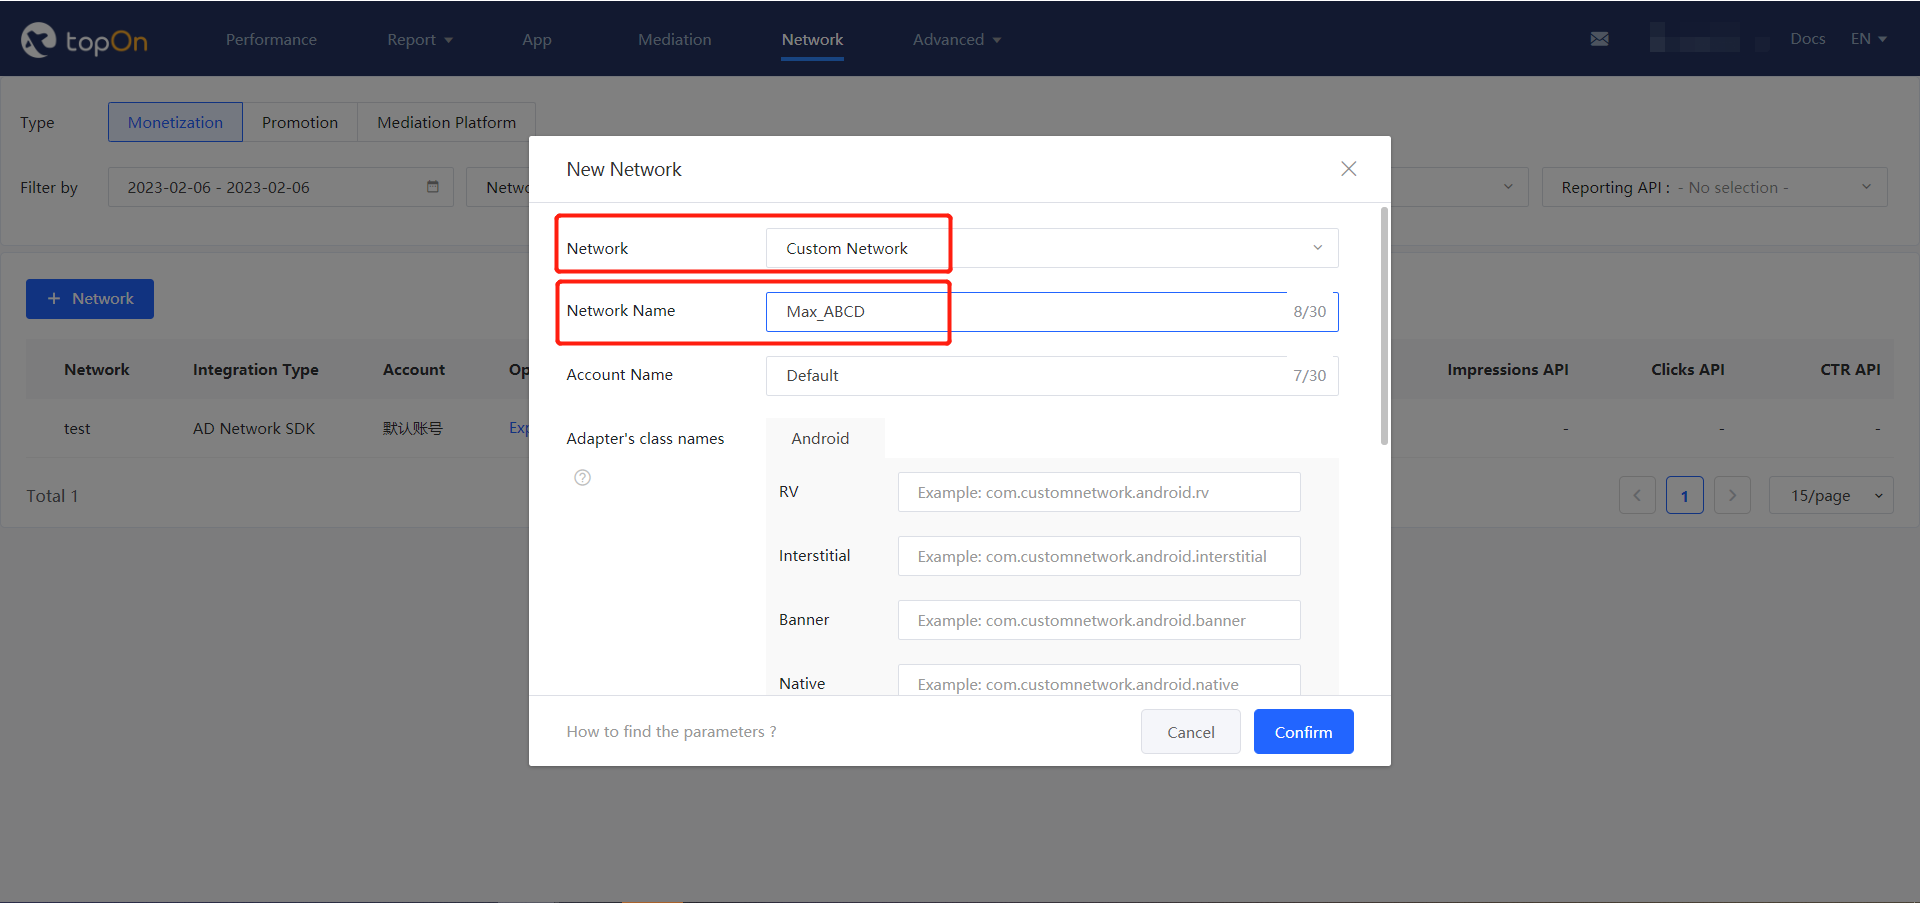 topOn
Performance
Report
App
Mediation
Network
Advanced
Docs
EN
Type
Monetization
Promotion
Mediation Platform
Filter by
2023-02-06 - 2023-02-06
Netwo
Reporting API : - No selection -
+ Network
Network Integration Type Account Op Impressions API Clicks API CTR API
test AD Network SDK 默认账号 Exp - - -
Total 1
1
15/page
New Network
Network Custom Network
Network Name Max_ABCD 8/30
Account Name Default 7/30
Adapter's class names Android
?
RV Example: com.customnetwork.android.rv
Interstitial Example: com.customnetwork.android.interstitial
Banner Example: com.customnetwork.android.banner
Native Example: com.customnetwork.android.native
How to find the parameters ?
Cancel
Confirm